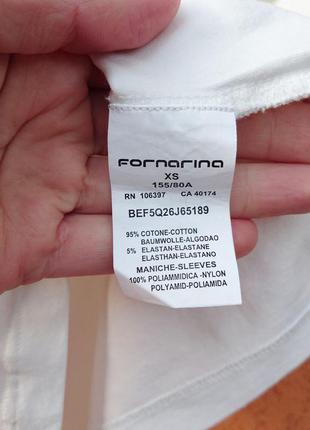 FORNARINA
XS
155/80A
RN 106397 CA 40174
BEF5Q26J65189
95% COTONE-COTTON
BAUMWOLLE-ALGODAO
5% ELASTAN-ELASTANE
ELASTHAN-ELASTANO
MANICHE-SLEEVES
100% POLIAMMIDICA -NYLON
POLYAMID-POLIAMIDA